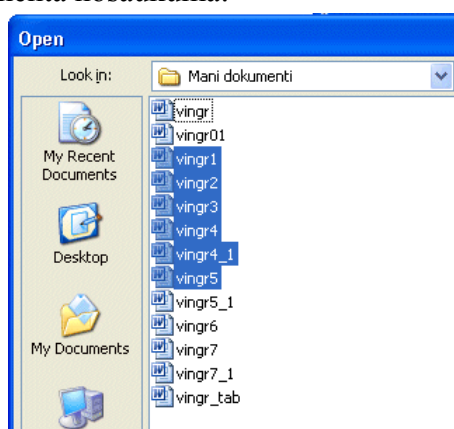 Open
Look in:
Mani dokumenti
My Recent
Documents
Desktop
My Documents
vingr
vingr01
vingr1
vingr2
vingr3
vingr4
vingr4_1
vingr5
vingr5_1
vingr6
vingr7
vingr7_1
vingr_tab